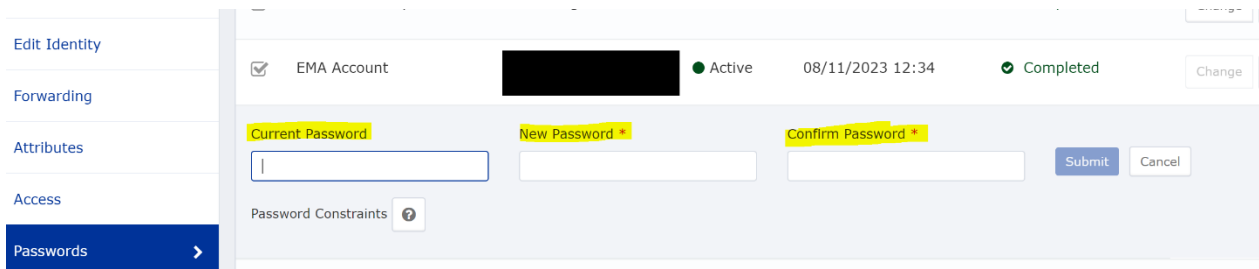 Edit Identity
Forwarding
Attributes
Access
Passwords
EMA Account Active 08/11/2023 12:34 Completed Change
Current Password New Password * Confirm Password *
Submit Cancel
Password Constraints ?